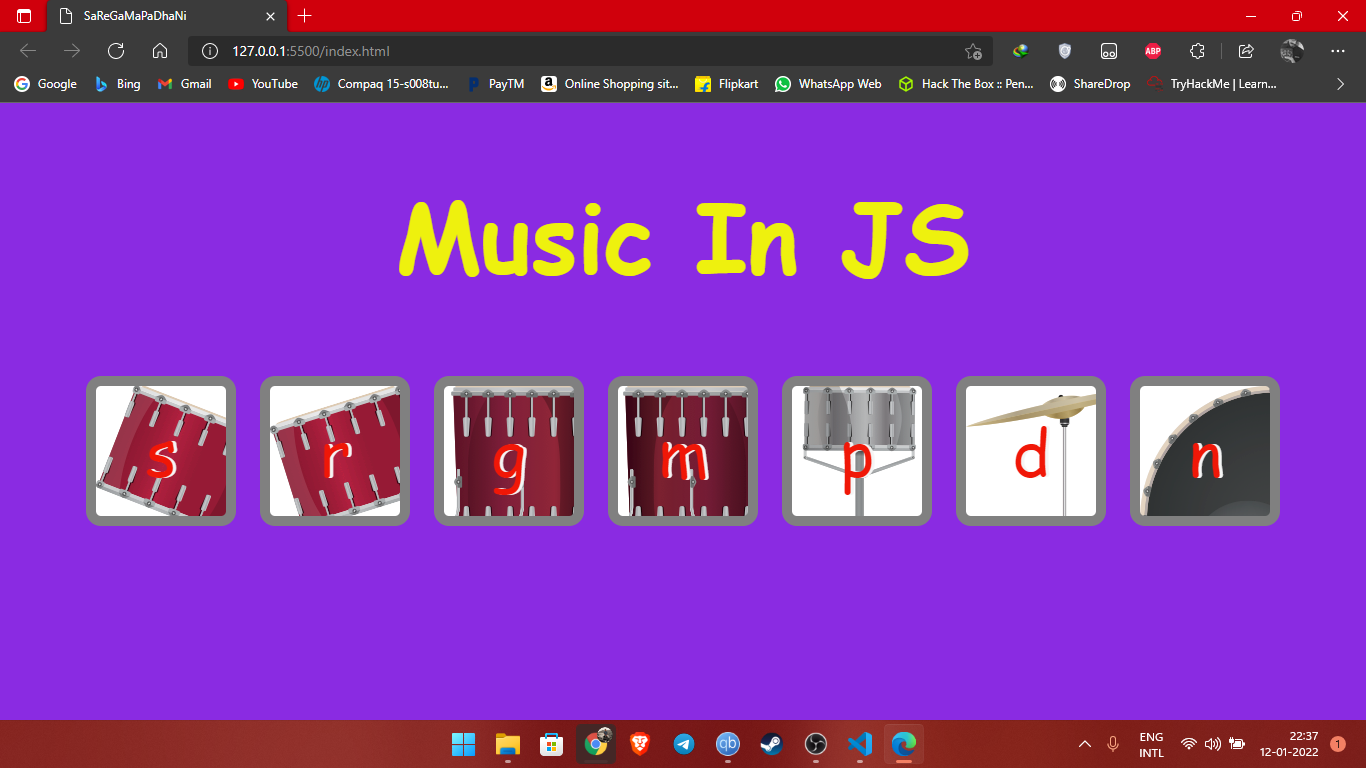 SaReGaMaPaDhaNi
127.0.0.1:5500/index.html
ABP
Google Bing Gmail YouTube Compaq 15-s008tu... PayTM Online Shopping sit... Flipkart WhatsApp Web Hack The Box :: Pen... ShareDrop TryHackMe | Learn...
Music In JS
s r g m p d n
qb
ENG
INTL
22:37
12-01-2022
1